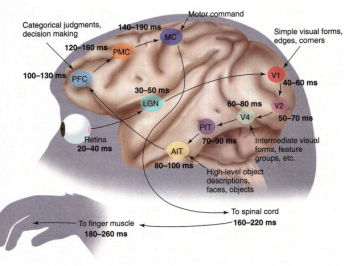 Categorical judgments,
decision making
140–190 ms
Motor command
120–160 ms
PMC
MC
Simple visual forms,
edges, corners
100–130 ms
PFC
30–50 ms
LGN
V1
40–60 ms
60–80 ms
V2
V4
50–70 ms
Retina
20–40 ms
PIT
70–90 ms
AIT
80–100 ms
Intermediate visual
forms, feature
groups, etc.
High-level object
descriptions,
faces, objects
To spinal cord
160–220 ms
To finger muscle
180–260 ms